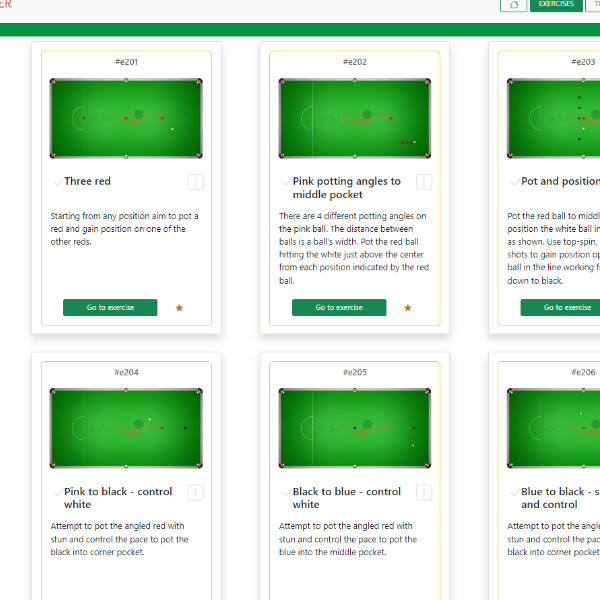 ER
EXERCISES
#e201
#e202
#e203
Three red
Starting from any position aim to pot a
red and gain position on one of the
other reds.
Go to exercise
Pink potting angles to
middle pocket
There are 4 different potting angles on
the pink ball. The distance between
balls is a ball's width. Pot the red ball
hitting the white just above the center
from each position indicated by the red
ball.
Go to exercise
Pot and position
Pot the red ball to middl
position the white ball in
as shown. Use top-spin,
shots to gain position op
ball in the line working f
down to black.
Go to exercise
#e204
#e205
#e206
Pink to black - control
white
Attempt to pot the angled red with
stun and control the pace to pot the
black into corner pocket.
Black to blue - control
white
Attempt to pot the angled red with
stun and control the pace to pot the
blue into the middle pocket.
Blue to black - s
and control
Attempt to pot the angle
stun and control the pac
black into corner pocket